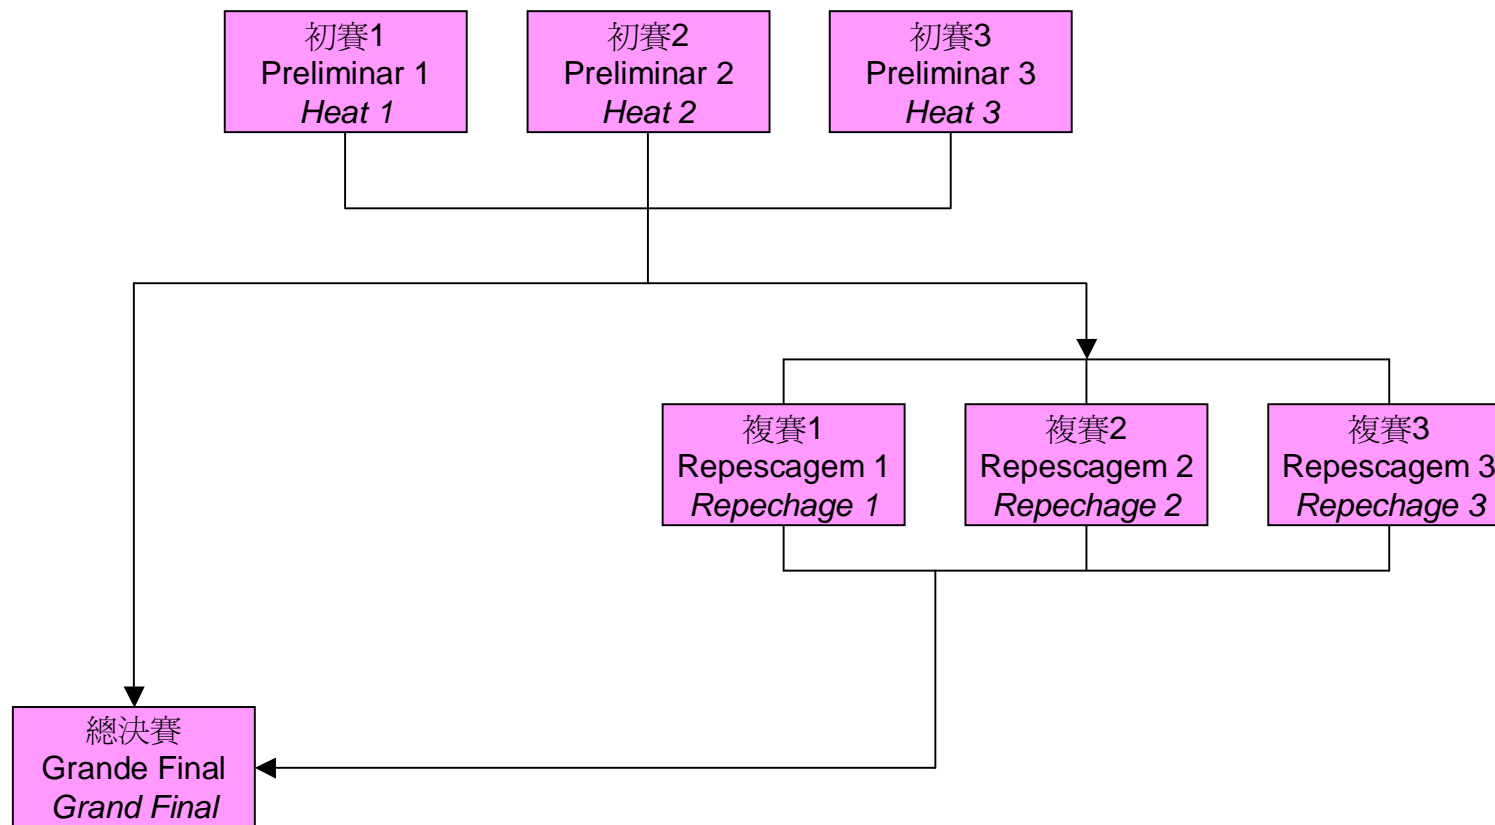 初賽1
Preliminar 1
Heat 1
初賽2
Preliminar 2
Heat 2
初賽3
Preliminar 3
Heat 3
複賽1
Repescagem 1
Repechage 1
複賽2
Repescagem 2
Repechage 2
複賽3
Repescagem 3
Repechage 3
總決賽
Grande Final
Grand Final